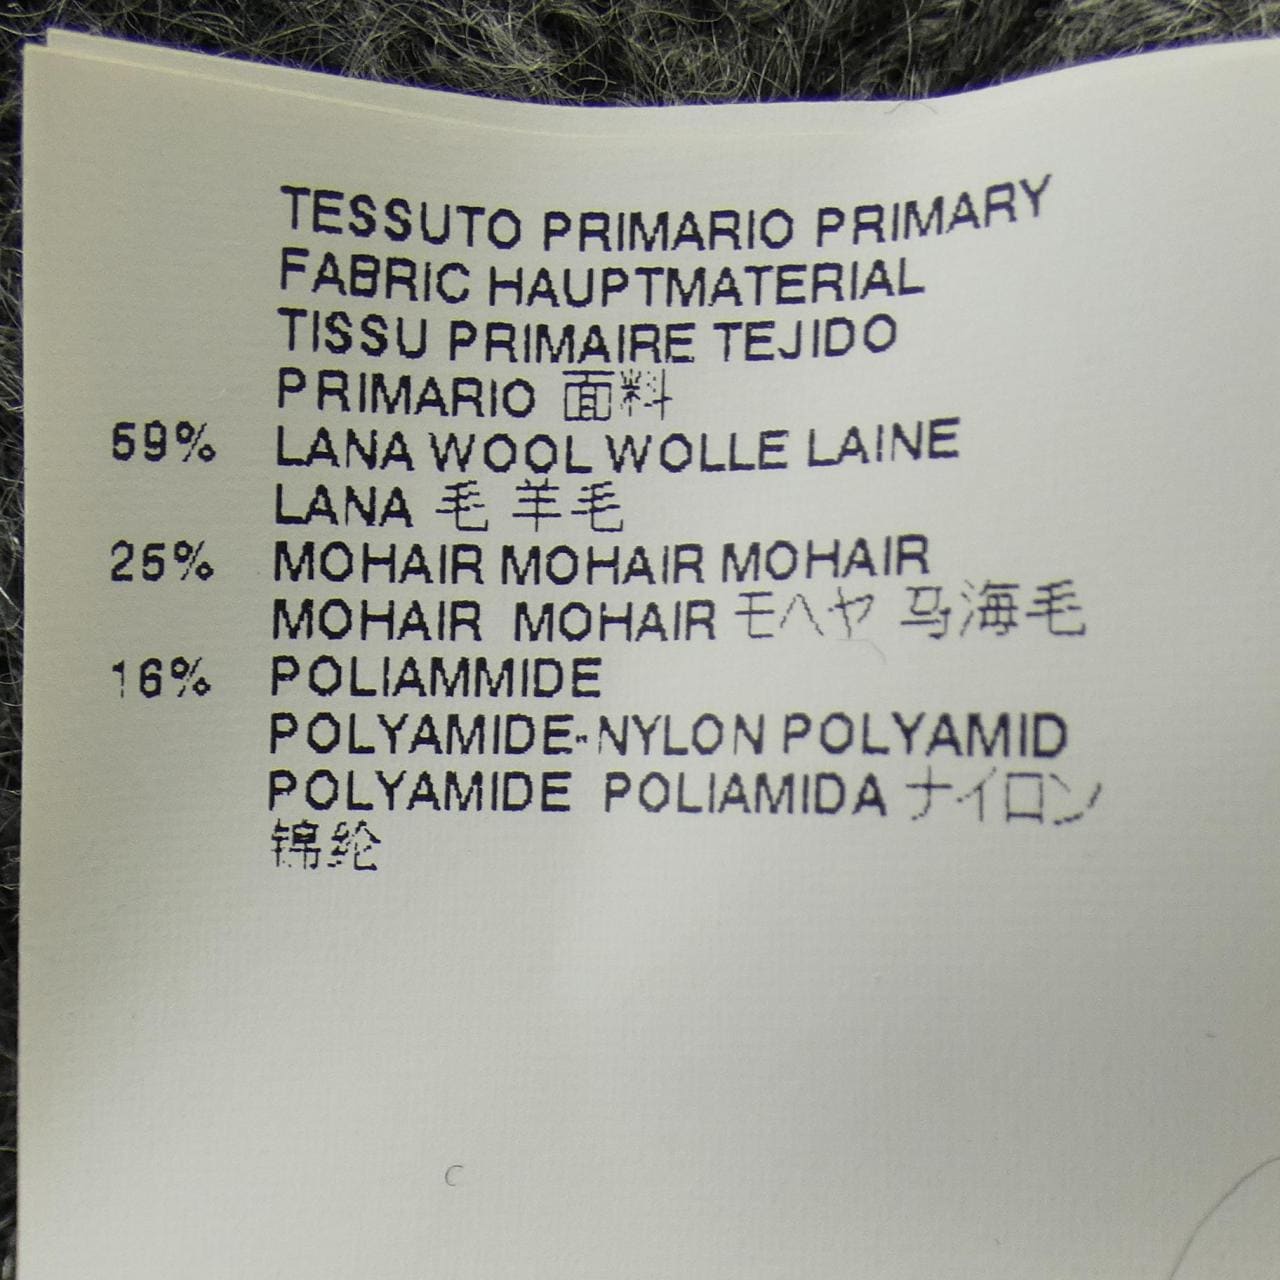 TESSUTO PRIMARIO PRIMARY
FABRIC HAUPTMATERIAL
TISSU PRIMAIRE TEJIDO
PRIMARIO 面料
59% LANA WOOL WOLLE LAINE
LANA 毛 羊毛
25% MOHAIR MOHAIR MOHAIR
MOHAIR MOHAIR モヘヤ 马海毛
16% POLIAMMIDE
POLYAMIDE-NYLON POLYAMID
POLYAMIDE POLIAMIDA ナイロン
锦纶